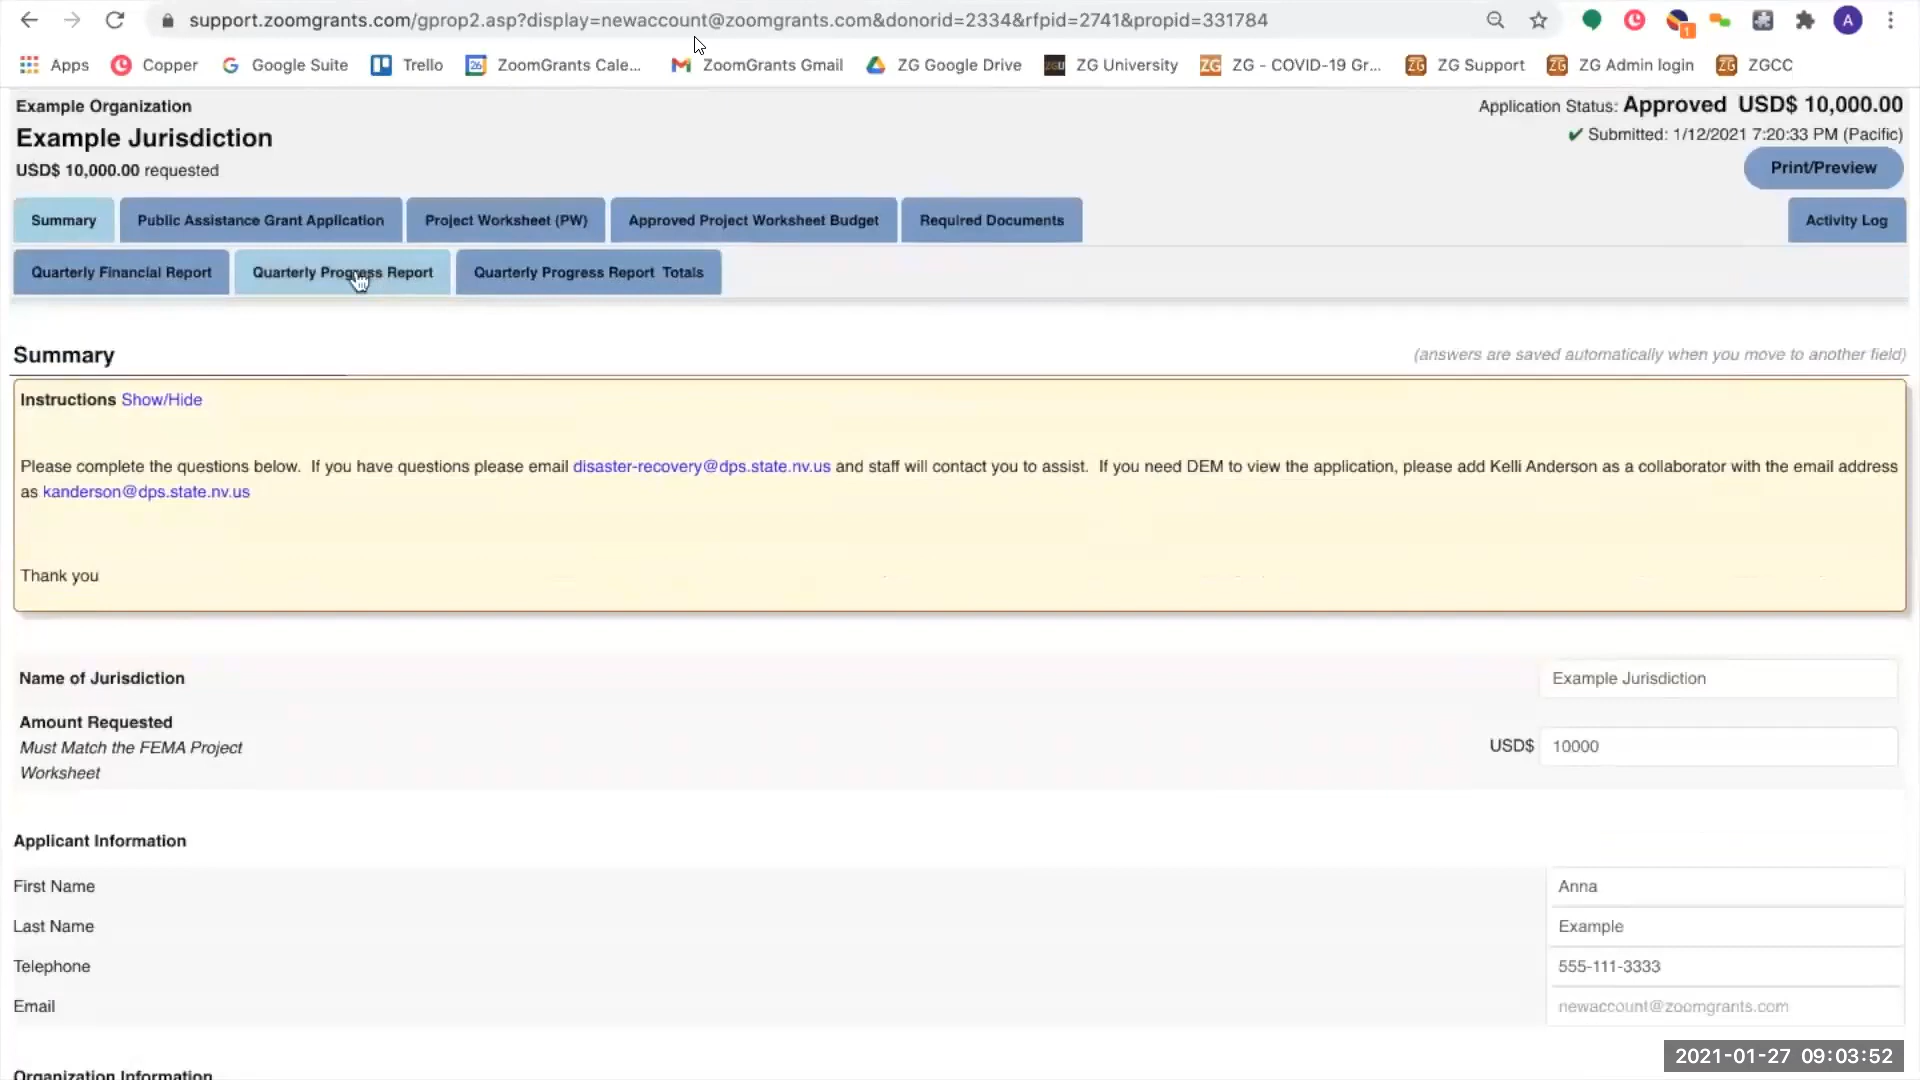 support.zoomgrants.com/gprop2.asp?display=newaccount@zoomgrants.com&donorid=2334&rfpid=2741&propid=331784
A
1
Apps Copper Google Suite Trello 26 ZoomGrants Cale... ZoomGrants Gmail ZG Google Drive ZGU ZG University ZG ZG - COVID-19 Gr... ZG ZG Support ZG ZG Admin login ZG ZGCC
Example Organization
Application Status: Approved USD$ 10,000.00
Example Jurisdiction
✔ Submitted: 1/12/2021 7:20:33 PM (Pacific)
USD$ 10,000.00 requested
Print/Preview
Summary Public Assistance Grant Application Project Worksheet (PW) Approved Project Worksheet Budget Required Documents Activity Log
Quarterly Financial Report Quarterly Progress Report Quarterly Progress Report Totals
Summary
(answers are saved automatically when you move to another field)
Instructions Show/Hide
Please complete the questions below. If you have questions please email disaster-recovery@dps.state.nv.us and staff will contact you to assist. If you need DEM to view the application, please add Kelli Anderson as a collaborator with the email address
as kanderson@dps.state.nv.us
Thank you
Name of Jurisdiction Example Jurisdiction
Amount Requested
Must Match the FEMA Project
Worksheet
USD$ 10000
Applicant Information
First Name Anna
Last Name Example
Telephone 555-111-3333
Email newaccount@zoomgrants.com
Organization Information
2021-01-27 09:03:52